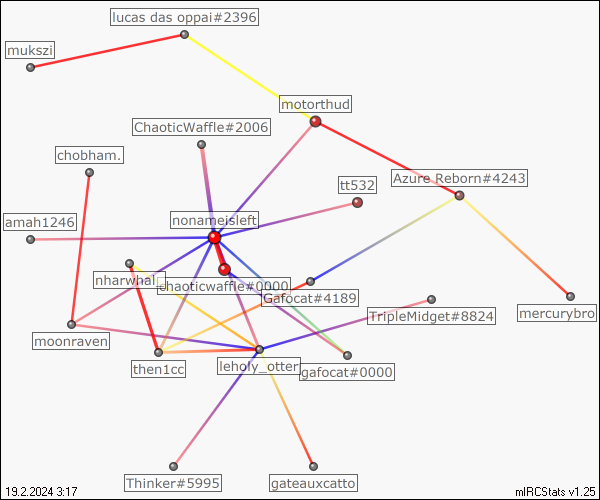 lucas das oppai#2396
mukszi
motorthud
ChaoticWaffle#2006
chobham.
Azure Reborn#4243
tt532
nonameisleft
amah1246
nharwhal
chaoticwaffle#0000
Gafocat#4189
TripleMidget#8824
mercurybro
moonraven
then1cc
leholy_otter
gafocat#0000
Thinker#5995
gateauxcatto
19.2.2024 3:17
mIRCStats v1.25